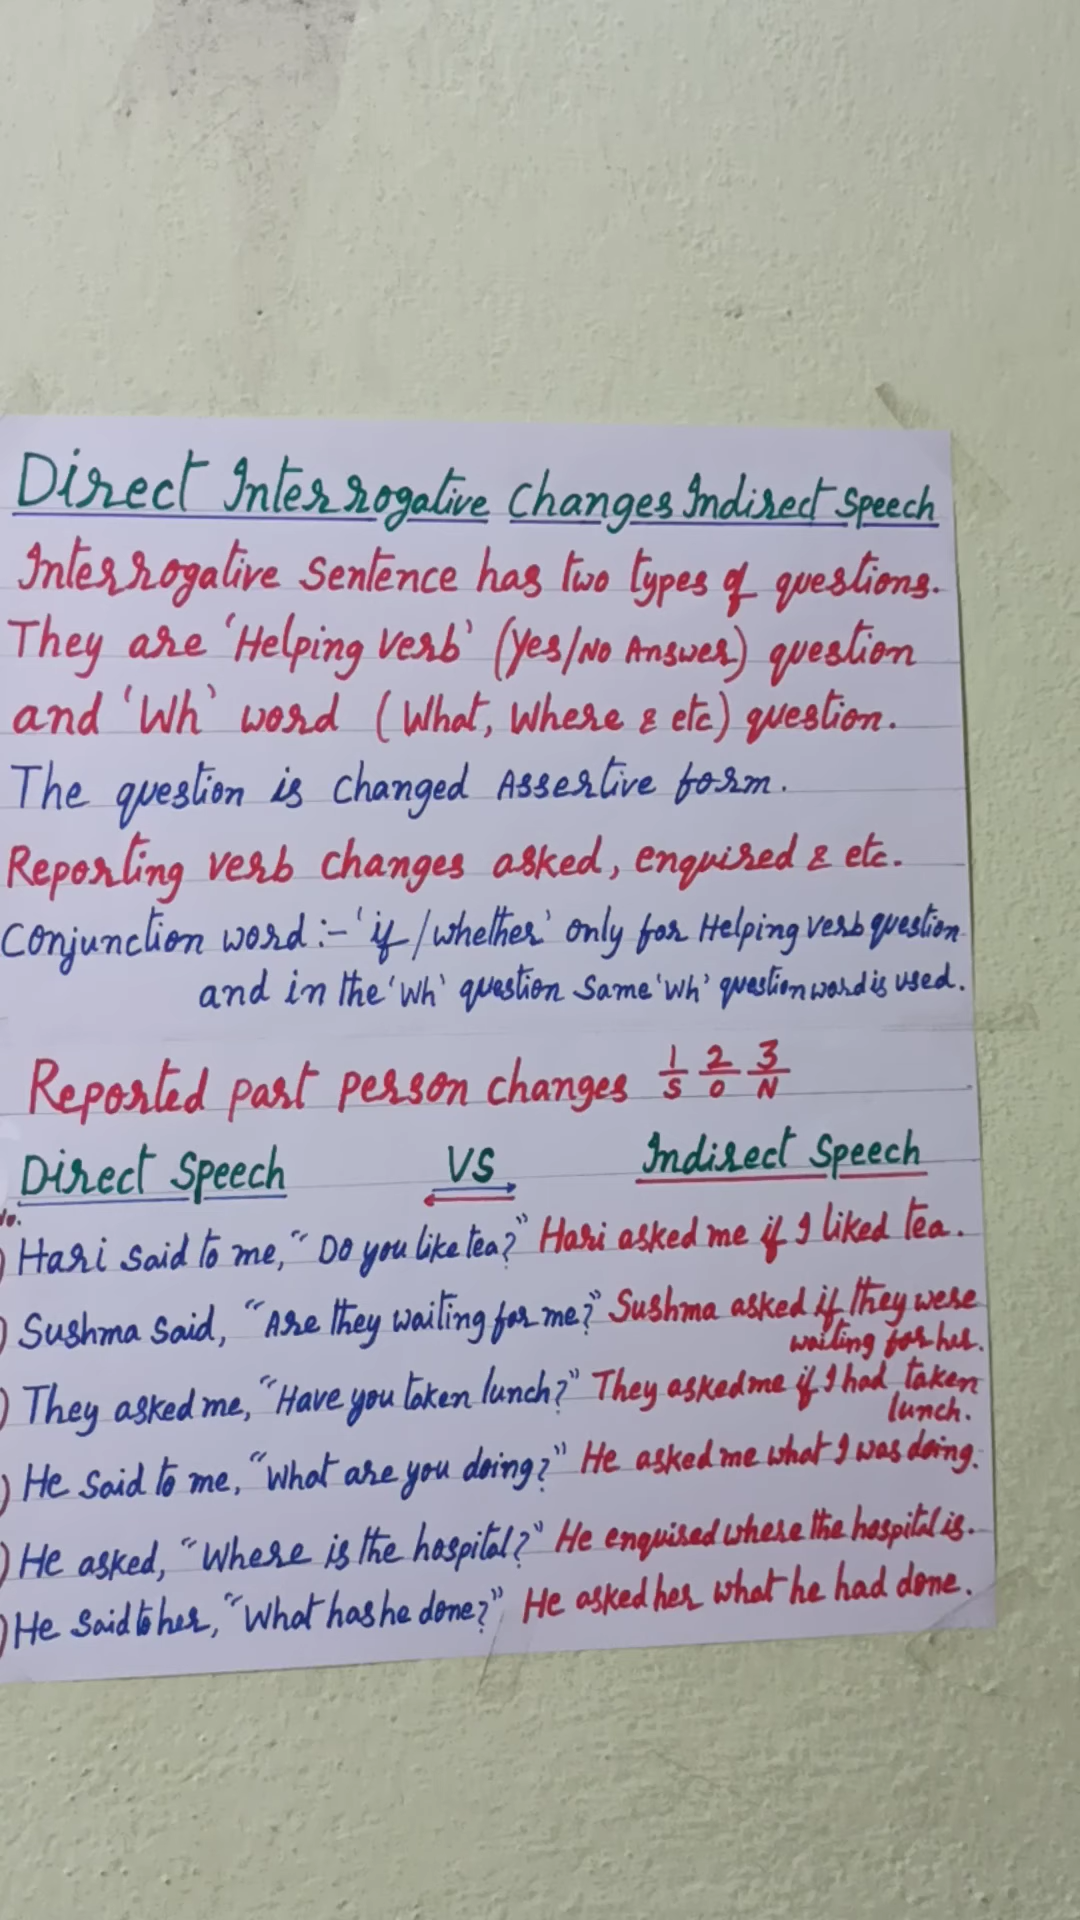 Direct Interrogative Changes Indirect Speech
Interrogative Sentence has two types of questions.
They are 'Helping Verb' (Yes/No Answer) question
and 'Wh' word (What, Where & etc) question.
The question is changed Assertive form.
Reporting verb changes asked, enquired & etc.
Conjunction word :- 'if/whether' only for Helping verb question
and in the 'Wh' question Same 'Wh' question word is used.
Reported part person changes 1/S 2/O 3/N
Direct Speech VS Indirect Speech
No.
) Hari said to me, "Do you like tea?" Hari asked me if I liked tea.
) Sushma said, "Are they waiting for me?" Sushma asked if they were
waiting for her.
) They asked me, "Have you taken lunch?" They asked me if I had taken
lunch.
) He said to me, "What are you doing?" He asked me what I was doing.
) He asked, "Where is the hospital?" He enquired where the hospital is.
) He said to her, "What has he done?" He asked her what he had done.